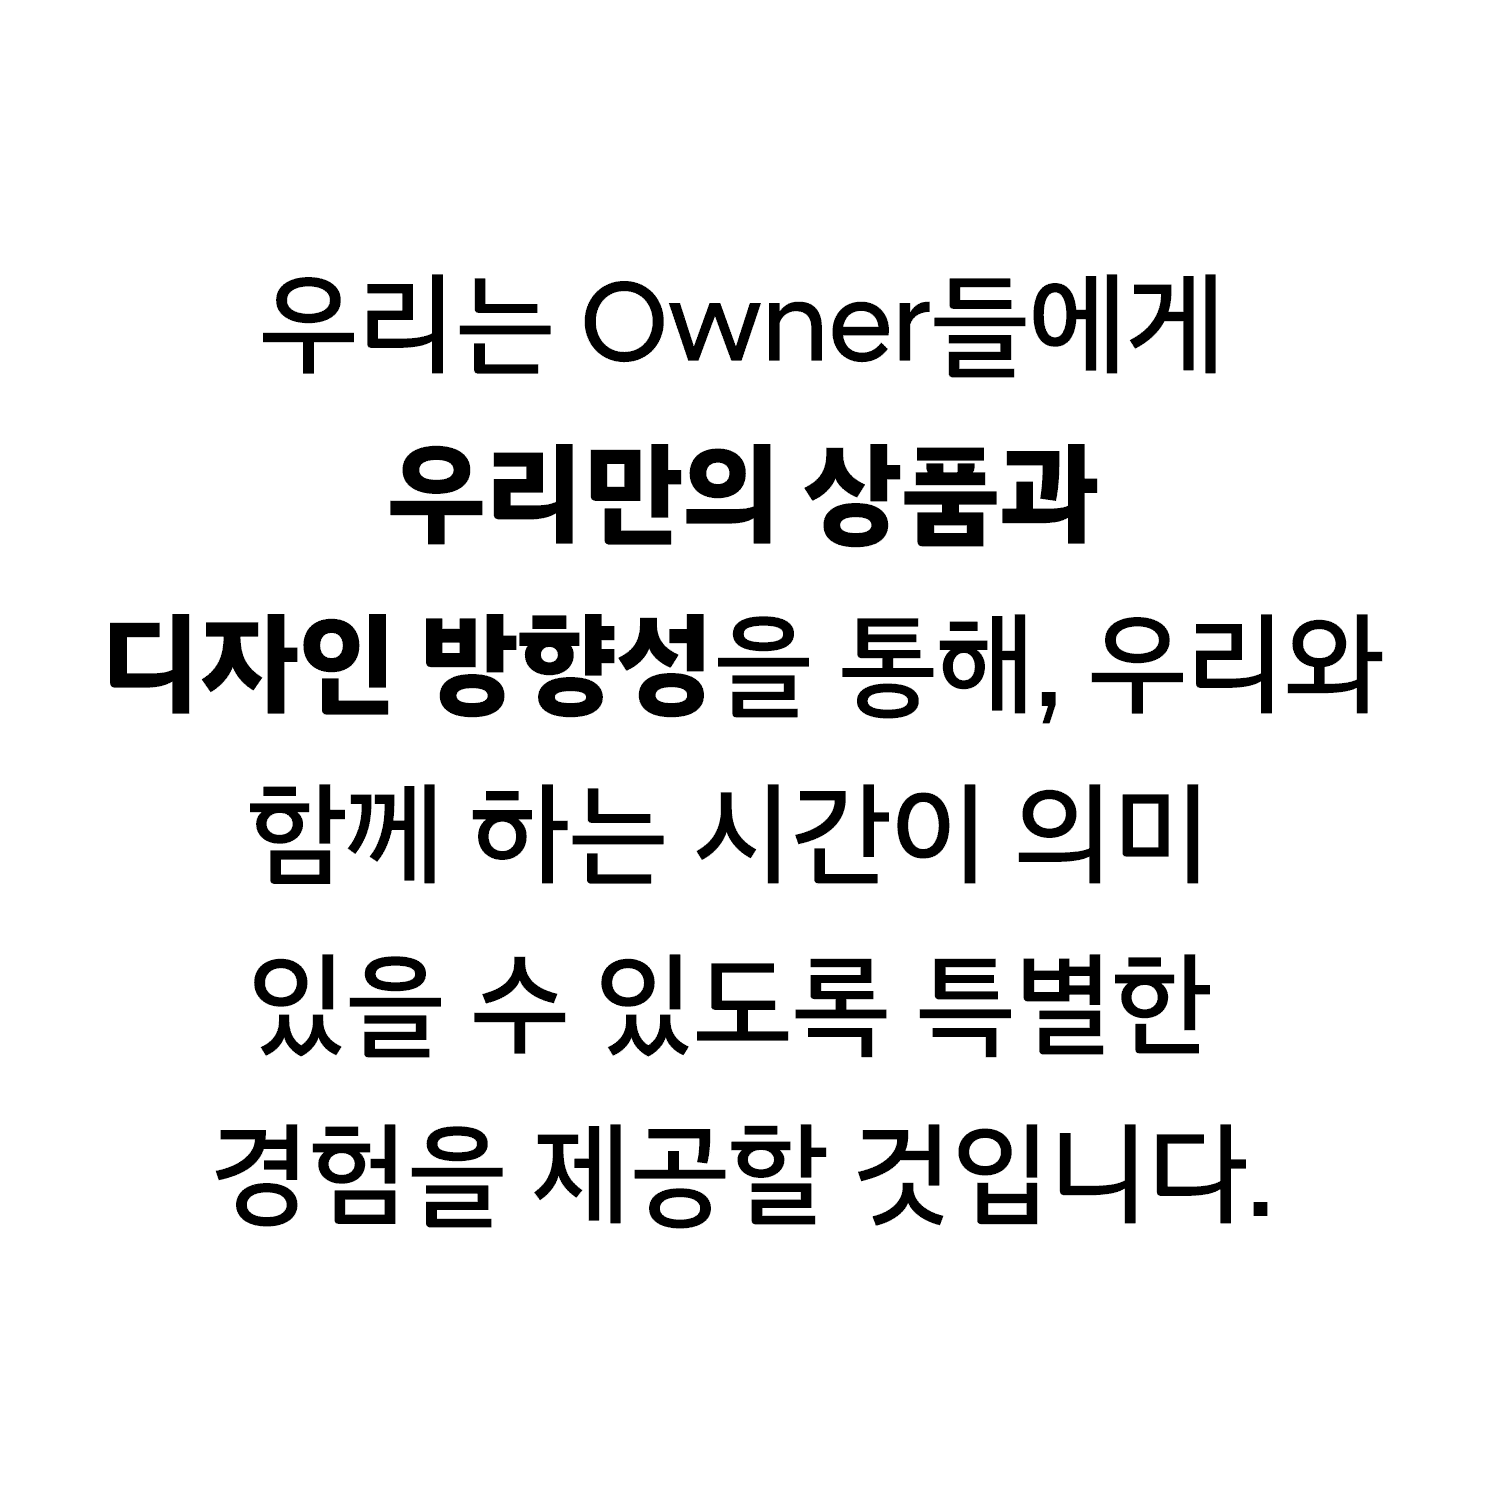 우리는 Owner들에게
우리만의 상품과
디자인 방향성을 통해, 우리와
함께 하는 시간이 의미
있을 수 있도록 특별한
경험을 제공할 것입니다.